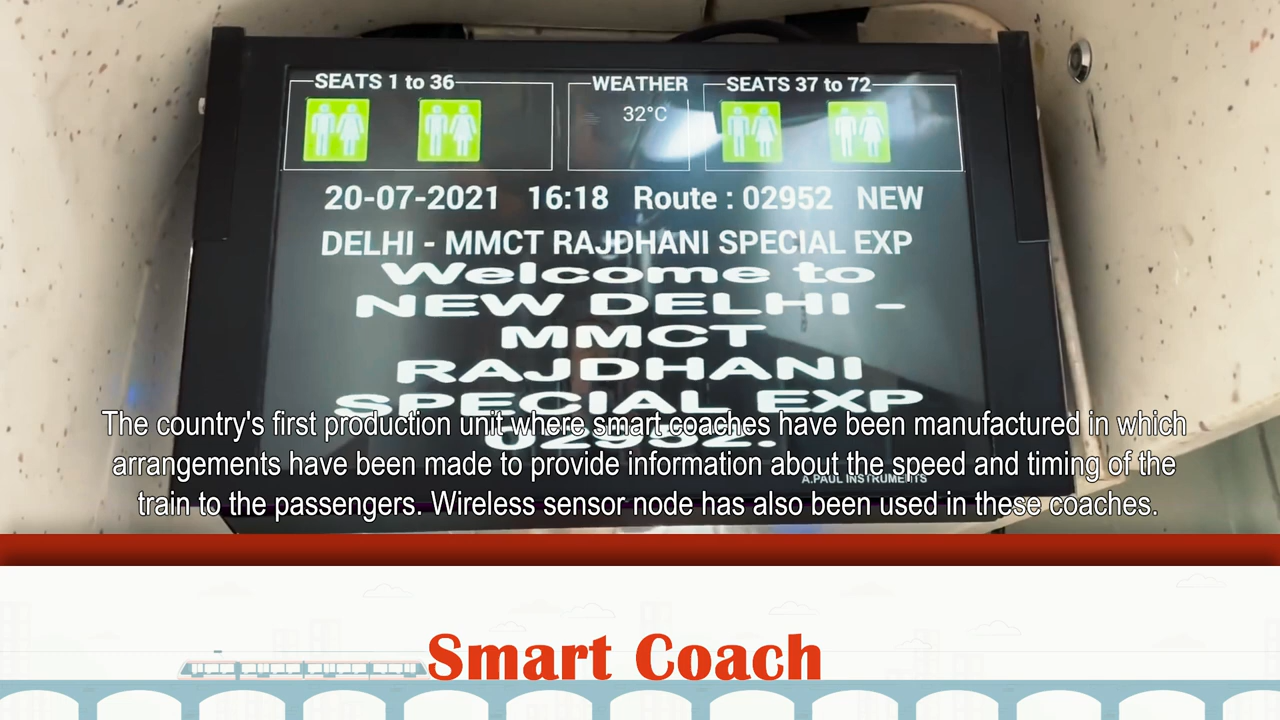 SEATS 1 to 36
WEATHER
SEATS 37 to 72
32°C
20-07-2021 16:18 Route : 02952 NEW
DELHI - MMCT RAJDHANI SPECIAL EXP
Welcome to
NEW DELHI -
MMCT
RAJDHANI
SPECIAL EXP
02952.
A.PAUL INSTRUMENTS
The country's first production unit where smart coaches have been manufactured in which
arrangements have been made to provide information about the speed and timing of the
train to the passengers. Wireless sensor node has also been used in these coaches.
Smart Coach